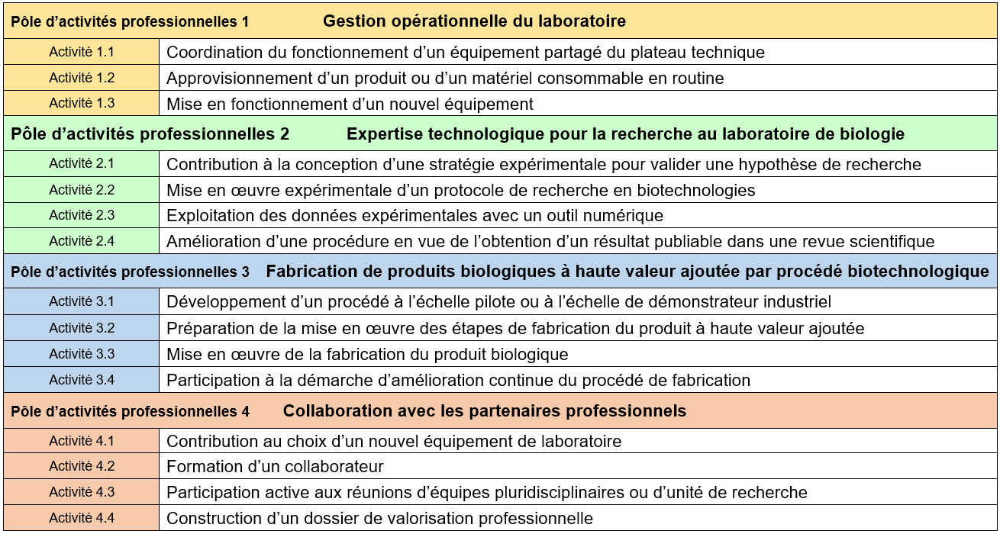 Pôle d’activités professionnelles 1 Gestion opérationnelle du laboratoire
Activité 1.1 Coordination du fonctionnement d’un équipement partagé du plateau technique
Activité 1.2 Approvisionnement d’un produit ou d’un matériel consommable en routine
Activité 1.3 Mise en fonctionnement d’un nouvel équipement
Pôle d’activités professionnelles 2 Expertise technologique pour la recherche au laboratoire de biologie
Activité 2.1 Contribution à la conception d’une stratégie expérimentale pour valider une hypothèse de recherche
Activité 2.2 Mise en œuvre expérimentale d’un protocole de recherche en biotechnologies
Activité 2.3 Exploitation des données expérimentales avec un outil numérique
Activité 2.4 Amélioration d’une procédure en vue de l’obtention d’un résultat publiable dans une revue scientifique
Pôle d’activités professionnelles 3 Fabrication de produits biologiques à haute valeur ajoutée par procédé biotechnologique
Activité 3.1 Développement d’un procédé à l’échelle pilote ou à l’échelle de démonstrateur industriel
Activité 3.2 Préparation de la mise en œuvre des étapes de fabrication du produit à haute valeur ajoutée
Activité 3.3 Mise en œuvre de la fabrication du produit biologique
Activité 3.4 Participation à la démarche d’amélioration continue du procédé de fabrication
Pôle d’activités professionnelles 4 Collaboration avec les partenaires professionnels
Activité 4.1 Contribution au choix d’un nouvel équipement de laboratoire
Activité 4.2 Formation d’un collaborateur
Activité 4.3 Participation active aux réunions d’équipes pluridisciplinaires ou d’unité de recherche
Activité 4.4 Construction d’un dossier de valorisation professionnelle